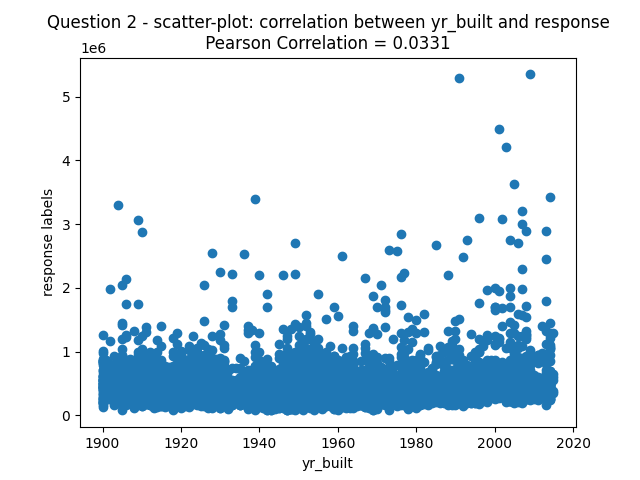 Question 2 - scatter-plot: correlation between yr_built and response
Pearson Correlation = 0.0331
1e6
5
4
3
2
1
0
response labels
1900 1920 1940 1960 1980 2000 2020
yr_built